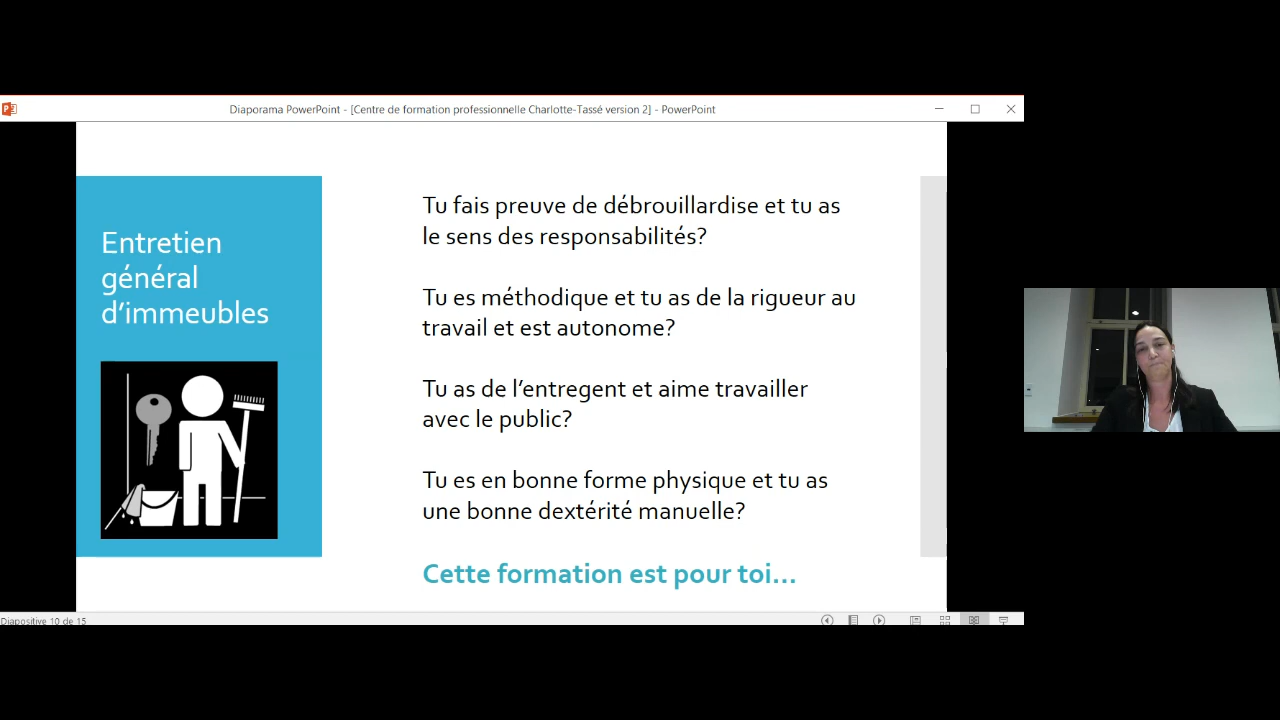 Diaporama PowerPoint - [Centre de formation professionnelle Charlotte-Tassé version 2] - PowerPoint
Entretien
général
d’immeubles
Tu fais preuve de débrouillardise et tu as
le sens des responsabilités?
Tu es méthodique et tu as de la rigueur au
travail et est autonome?
Tu as de l’entregent et aime travailler
avec le public?
Tu es en bonne forme physique et tu as
une bonne dextérité manuelle?
Cette formation est pour toi…
Diapositive 10 de 15